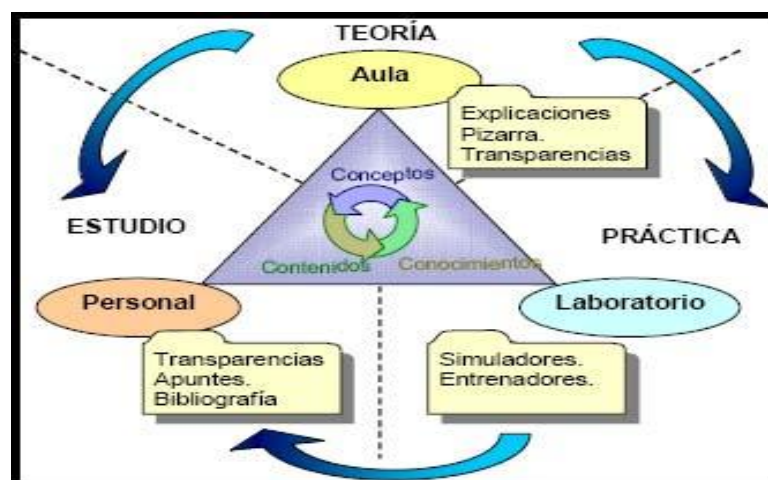 TEORÍA
Aula
Explicaciones
Pizarra.
Transparencias
Conceptos
Contenidos
Conocimientos
ESTUDIO
PRÁCTICA
Personal
Laboratorio
Transparencias
Apuntes.
Bibliografía
Simuladores.
Entrenadores.